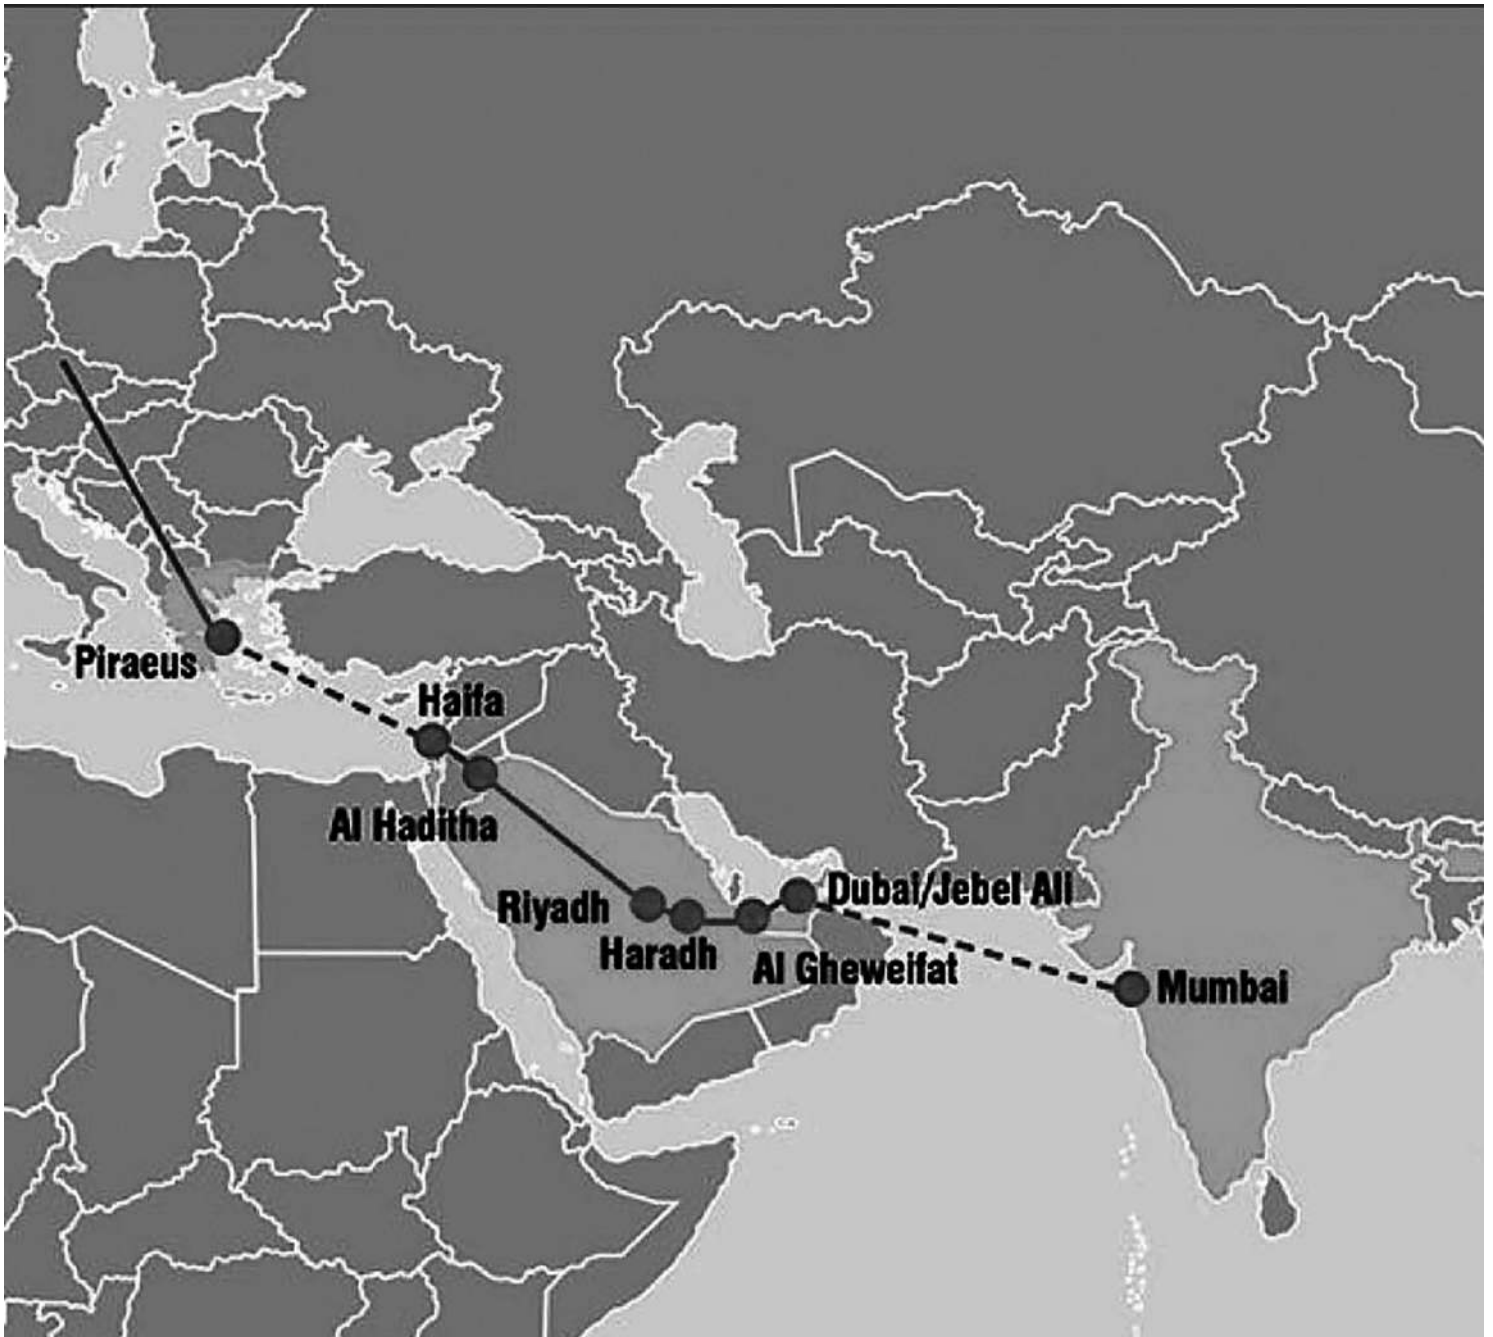 Piraeus
Haifa
Al Haditha
Riyadh
Haradh
Al Gheweifat
Dubai/Jebel Ali
Mumbai